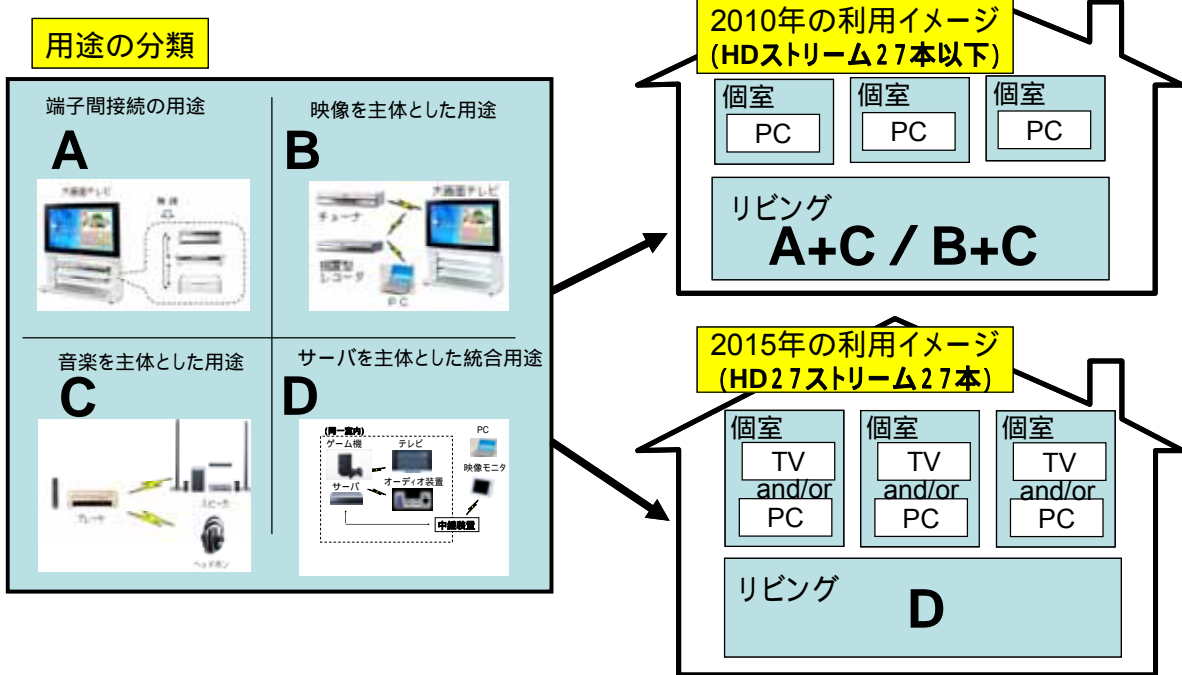 用途の分類
端子間接続の用途
A
大画面テレビ
無線
映像を主体とした用途
B
大画面テレビ
チューナ
据置型
レコーダ
PC
音楽を主体とした用途
C
プレーヤ
スピーカ
ヘッドホン
サーバを主体とした統合用途
D
(同一室内)
ゲーム機
テレビ
PC
映像モニタ
サーバ
オーディオ装置
中継装置
2010年の利用イメージ
(HDストリーム27本以下)
個室
PC
個室
PC
個室
PC
リビング
A+C / B+C
2015年の利用イメージ
(HD27ストリーム27本)
個室
TV
and/or
PC
個室
TV
and/or
PC
個室
TV
and/or
PC
リビング
D